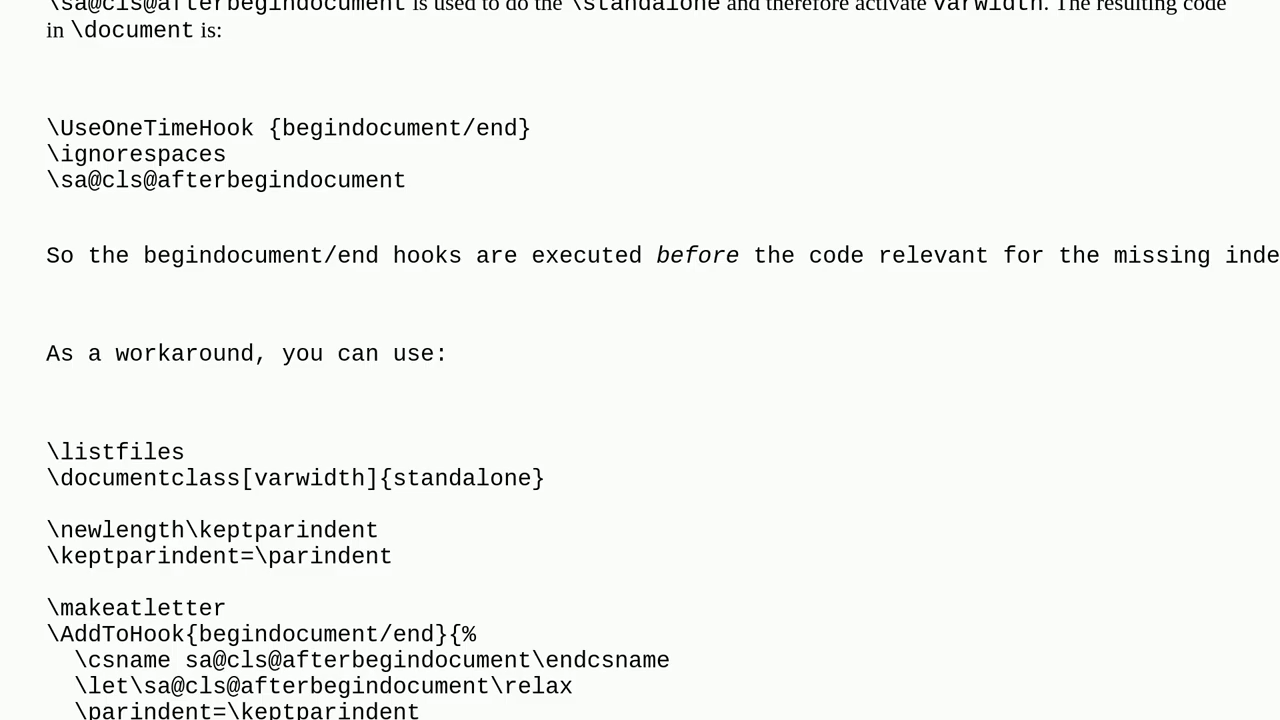 \sa@cls@afterbegindocument is used to do the \standalone and therefore activate varwidth. The resulting code
in \document is:
\UseOneTimeHook {begindocument/end}
\ignorespaces
\sa@cls@afterbegindocument
So the begindocument/end hooks are executed before the code relevant for the missing inde
As a workaround, you can use:
\listfiles
\documentclass[varwidth]{standalone}
\newlength\keptparindent
\keptparindent=\parindent
\makeatletter
\AddToHook{begindocument/end}{%
  \csname sa@cls@afterbegindocument\endcsname
  \let\sa@cls@afterbegindocument\relax
  \parindent=\keptparindent